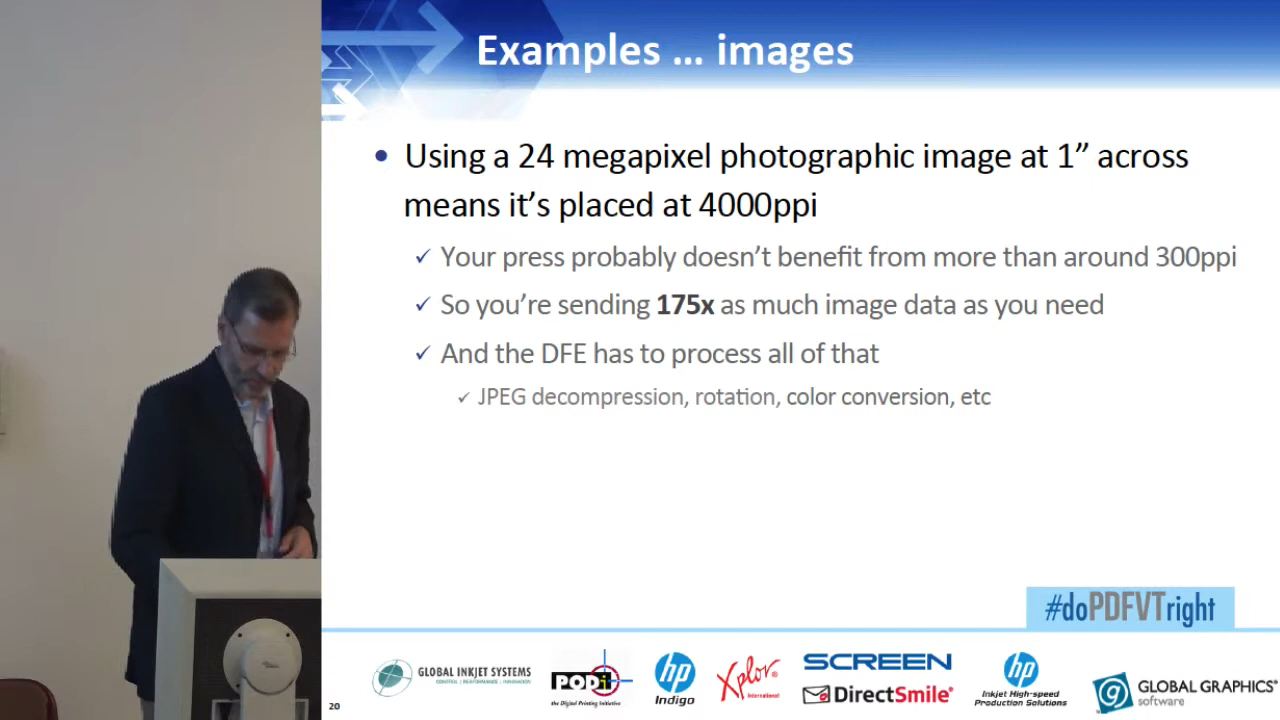 Examples ... images
• Using a 24 megapixel photographic image at 1” across
means it’s placed at 4000ppi
✓ Your press probably doesn’t benefit from more than around 300ppi
✓ So you’re sending 175x as much image data as you need
✓ And the DFE has to process all of that
✓ JPEG decompression, rotation, color conversion, etc
#doPDFVTright
GLOBAL INKJET SYSTEMS
PODi
the Digital Printing Initiative
hp
Indigo
Xplor
International
SCREEN
DirectSmile
hp
Inkjet High-speed
Production Solutions
g
GLOBAL GRAPHICS
software
20